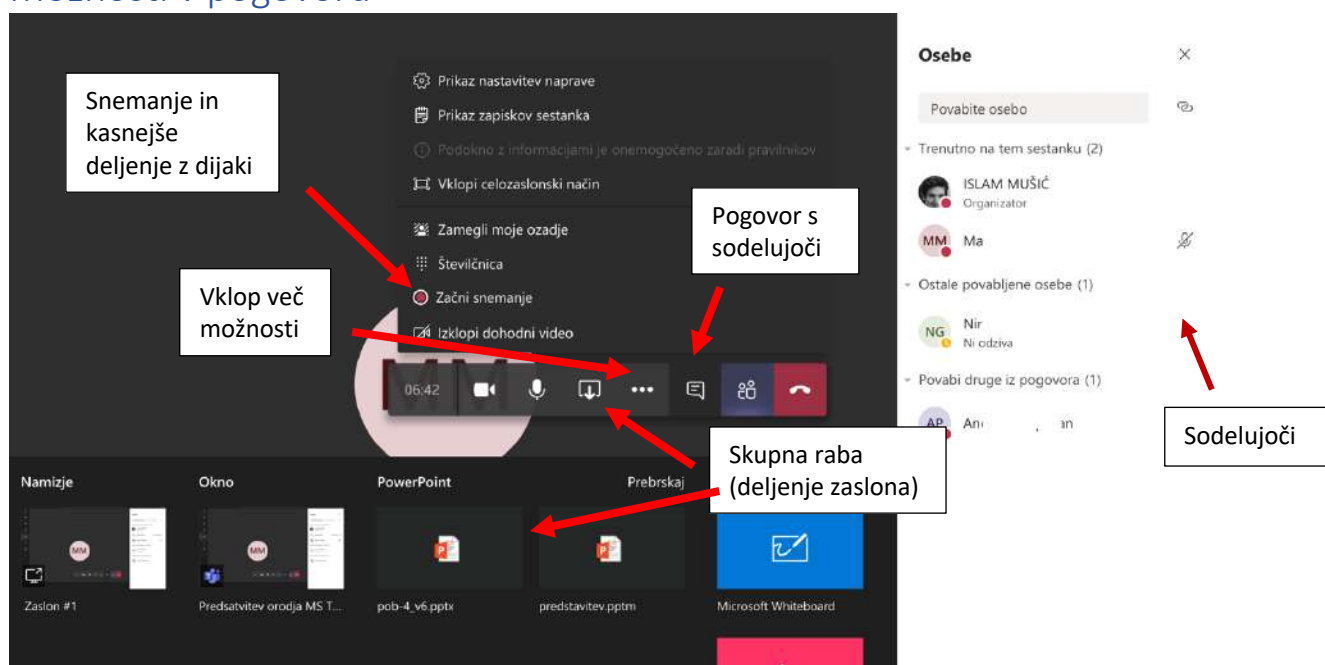 možnosti v pogovoru
Snemanje in
kasnejše
deljenje z dijaki
Prikaz nastavitev naprave
Prikaz zapiskov sestanka
Podokno z informacijami je onemogočeno zaradi pravilnikov
Vklopi celozaslonski način
Zamegli moje ozadje
Številčnica
Začni snemanje
Izklopi dohodni video
Pogovor s
sodelujoči
Vklop več
možnosti
06:42
Skupna raba
(deljenje zaslona)
Namizje
Okno
PowerPoint
Prebrskaj
MM
MM
Zaslon #1
Predsatvitev orodja MS T...
pob-4_v6.pptx
predstavitev.pptm
Microsoft Whiteboard
Osebe
Povabite osebo
Trenutno na tem sestanku (2)
ISLAM MUŠIĆ
Organizator
MM
Ma
Ostale povabljene osebe (1)
NG
Nir
Ni odziva
Povabi druge iz pogovora (1)
AP
Sodelujoči